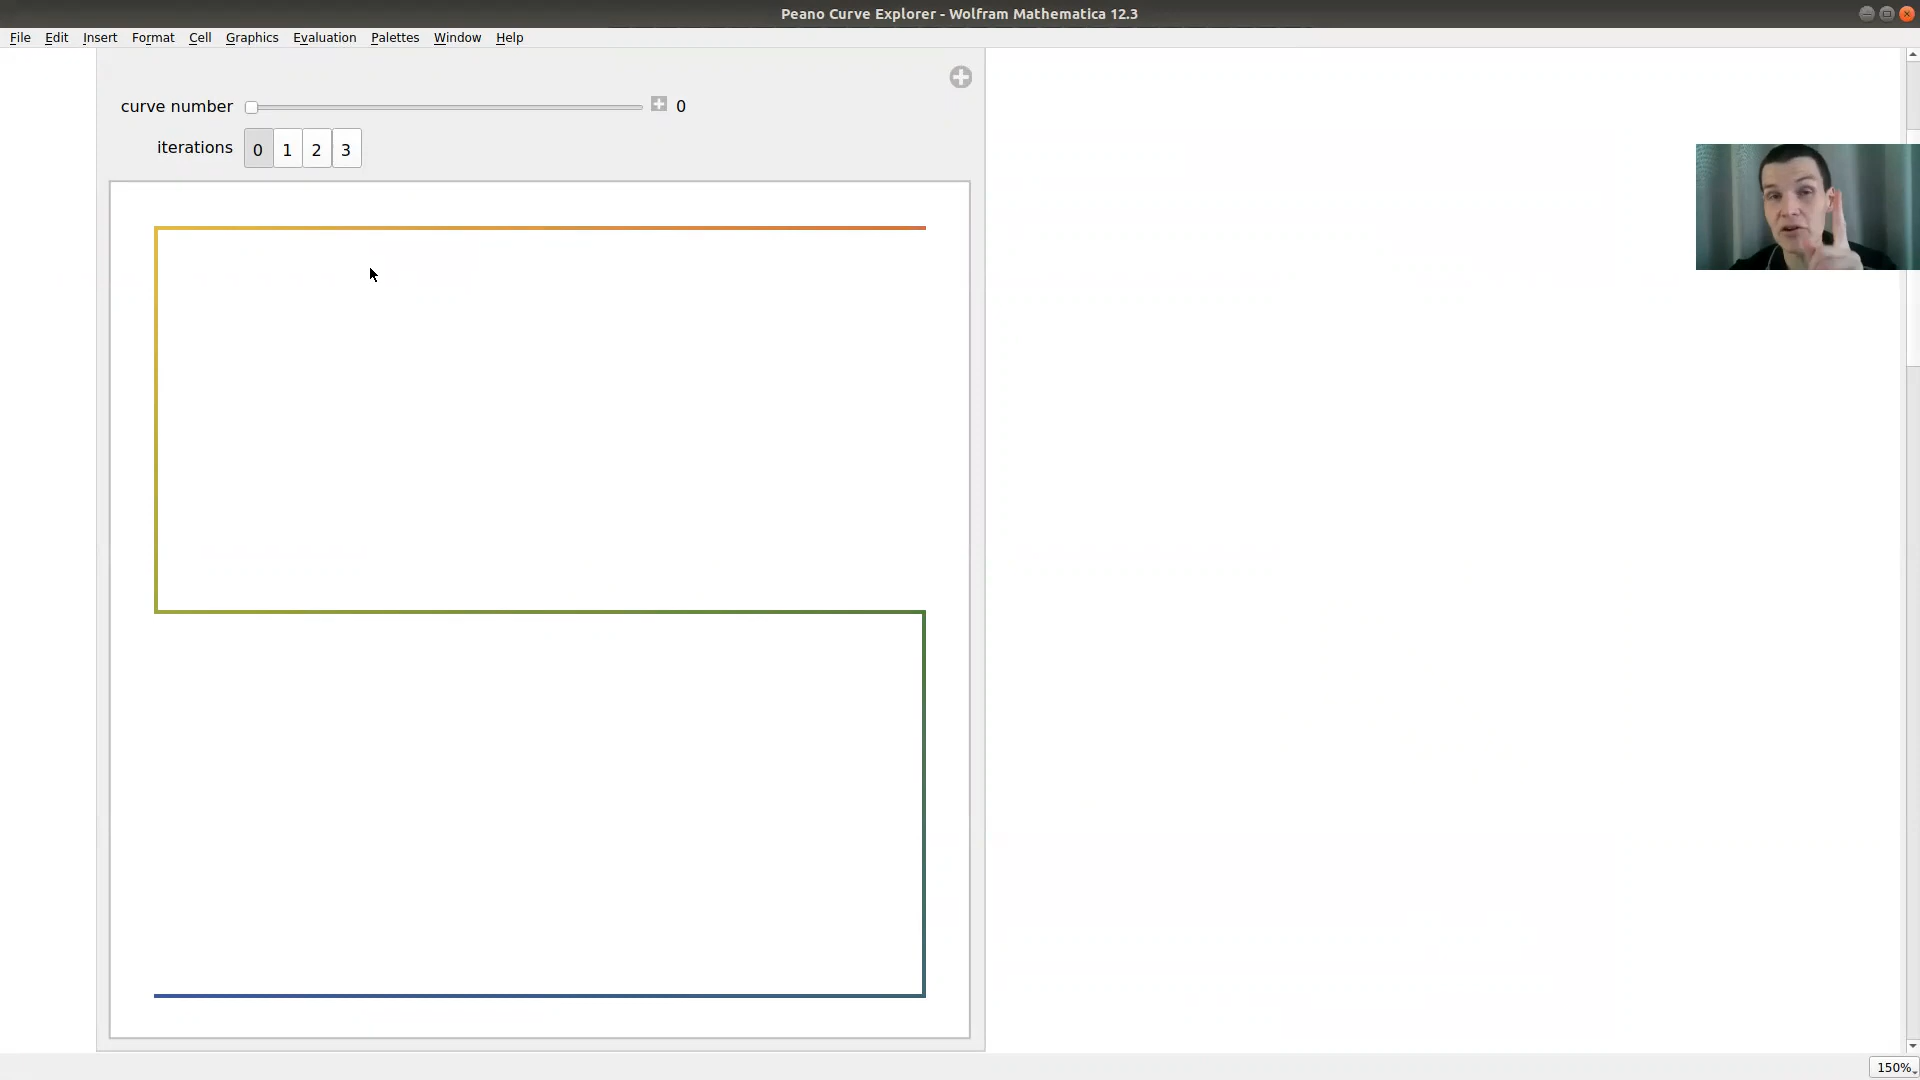 Peano Curve Explorer - Wolfram Mathematica 12.3
File Edit Insert Format Cell Graphics Evaluation Palettes Window Help
curve number 0
iterations 0 1 2 3
150%